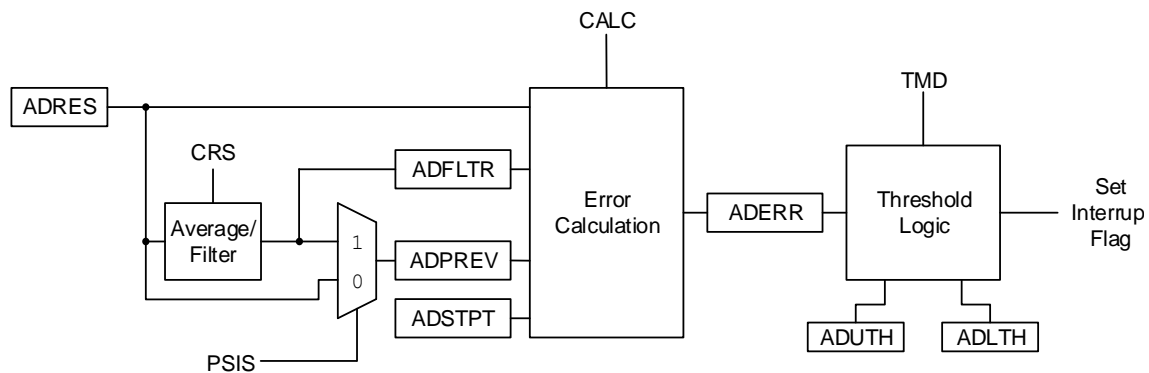 CALC
TMD
ADRES
CRS
ADFLTR
Average/
Filter
1
0
ADPREV
ADSTPT
PSIS
Error
Calculation
ADERR
Threshold
Logic
Set
Interrup
Flag
ADUTH
ADLTH